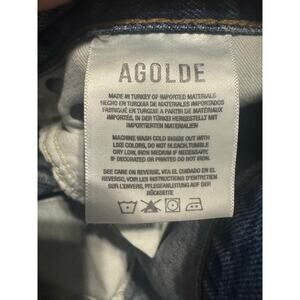 AGOLDE
MADE IN TURKEY OF IMPORTED MATERIALS
HECHO EN TURQUIA DE MATERIALES IMPORTADOS
FABRIQUÉ EN TURQUIE A PARTIR DE MATÉRIAUX
IMPORTÉS, IN DER TÜRKEI HERGESTELLT MIT
IMPORTIERTEN MATERIALIEN
MACHINE WASH COLD INSIDE OUT WITH
LIKE COLORS, DO NOT BLEACH,TUMBLE
DRY LOW, IRON MEDIUM IF NECESSARY
IF DECORATED OR PRINTED DO NOT IRON.
SEE CARE ON REVERSE, VEA EL CUIDADO EN EL
REVERSO, VOIR LES INSTRUCTIONS D'ENTRETIEN
SUR L'ENVERS, PFLEGEANLEITUNG AUF DER
RÜCKSEITE